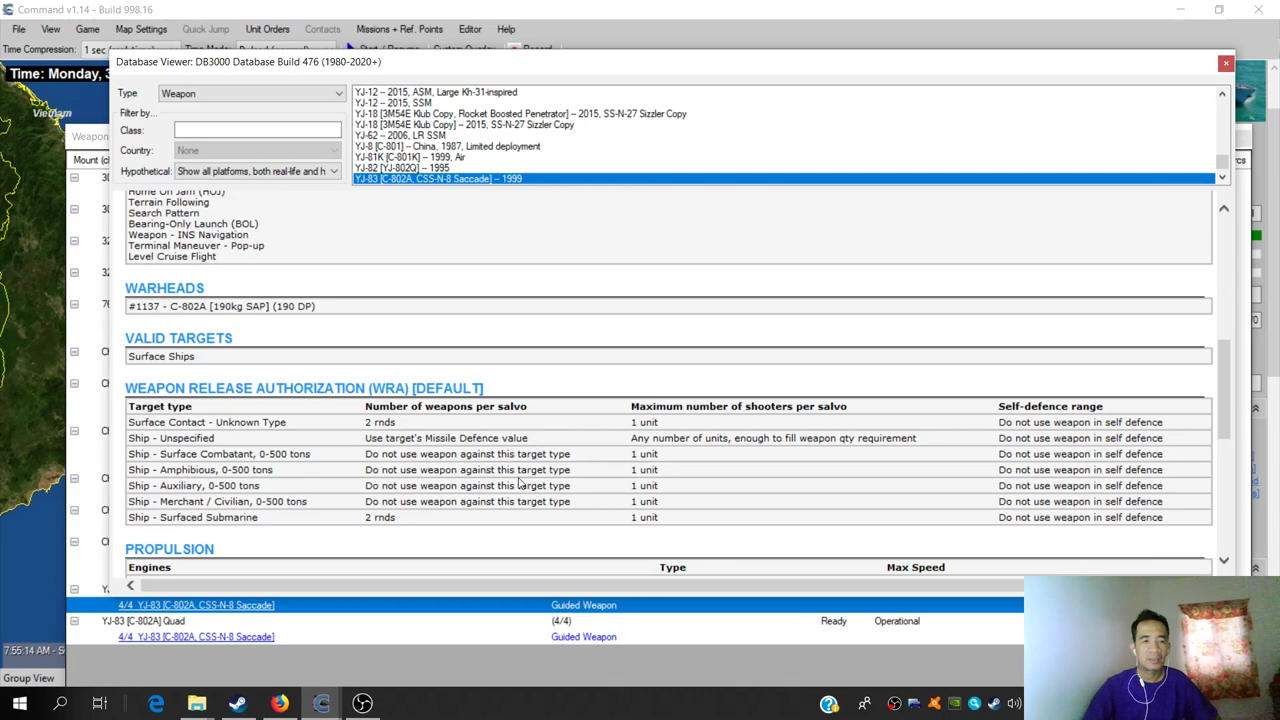 Command v1.14 - Build 998.16
File View Game Map Settings Quick Jump Unit Orders Contacts Missions + Ref. Points Editor Help
Time Compression: 1 sec
Database Viewer: DB3000 Database Build 476 (1980-2020+)
Time: Monday, 3
Type Weapon
YJ-12 -- 2015, ASM, Large Kh-31-inspired
YJ-12 -- 2015, SSM
Filter by...
YJ-18 [3M54E Klub Copy, Rocket Boosted Penetrator] -- 2015, SS-N-27 Sizzler Copy
Vietnam
YJ-18 [3M54E Klub Copy] -- 2015, SS-N-27 Sizzler Copy
Class:
YJ-62 -- 2006, LR SSM
Weapon
YJ-8 [C-801] -- China, 1987, Limited deployment
Country: None
YJ-81K [C-801K] -- 1999, Air
Mount (cl
YJ-82 [YJ-802Q] -- 1995
Hypothetical: Show all platforms, both real-life and h
YJ-83 [C-802A, CSS-N-8 Saccade] -- 1999
Home On Jam (HOJ)
Terrain Following
Search Pattern
Bearing-Only Launch (BOL)
Weapon - INS Navigation
Terminal Maneuver - Pop-up
Level Cruise Flight
WARHEADS
#1137 - C-802A [190kg SAP] (190 DP)
VALID TARGETS
Surface Ships
WEAPON RELEASE AUTHORIZATION (WRA) [DEFAULT]
Target type Number of weapons per salvo Maximum number of shooters per salvo Self-defence range
Surface Contact - Unknown Type 2 rnds 1 unit Do not use weapon in self defence
Ship - Unspecified Use target's Missile Defence value Any number of units, enough to fill weapon qty requirement Do not use weapon in self defence
Ship - Surface Combatant, 0-500 tons Do not use weapon against this target type 1 unit Do not use weapon in self defence
Ship - Amphibious, 0-500 tons Do not use weapon against this target type 1 unit Do not use weapon in self defence
Ship - Auxiliary, 0-500 tons Do not use weapon against this target type 1 unit Do not use weapon in self defence
Ship - Merchant / Civilian, 0-500 tons Do not use weapon against this target type 1 unit Do not use weapon in self defence
Ship - Surfaced Submarine 2 rnds 1 unit Do not use weapon in self defence
PROPULSION
Engines Type Max Speed
4/4 YJ-83 [C-802A, CSS-N-8 Saccade] Guided Weapon
YJ-83 [C-802A] Quad (4/4) Ready Operational
4/4 YJ-83 [C-802A, CSS-N-8 Saccade] Guided Weapon
7:55:14 AM - S
Group View